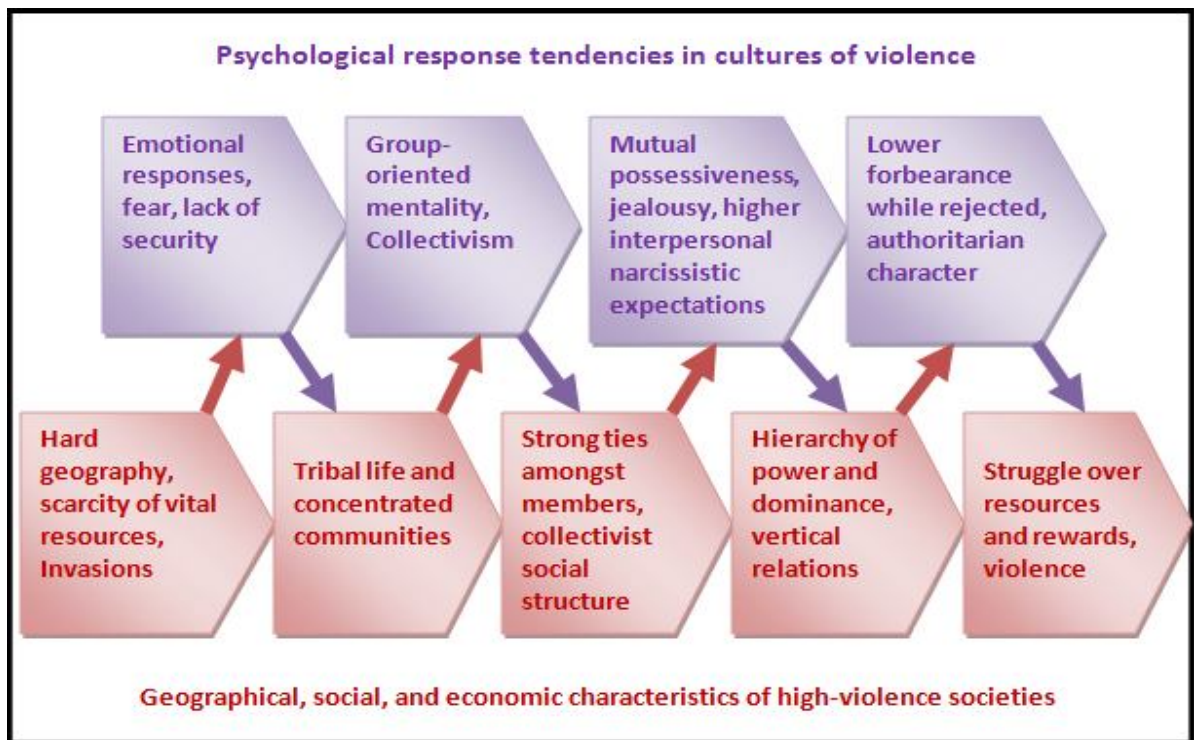 Psychological response tendencies in cultures of violence
Emotional
responses,
fear, lack of
security
Group-
oriented
mentality,
Collectivism
Mutual
possessiveness,
jealousy, higher
interpersonal
narcissistic
expectations
Lower
forbearance
while rejected,
authoritarian
character
Hard
geography,
scarcity of vital
resources,
Invasions
Tribal life and
concentrated
communities
Strong ties
amongst
members,
collectivist
social
structure
Hierarchy of
power and
dominance,
vertical
relations
Struggle over
resources
and rewards,
violence
Geographical, social, and economic characteristics of high-violence societies